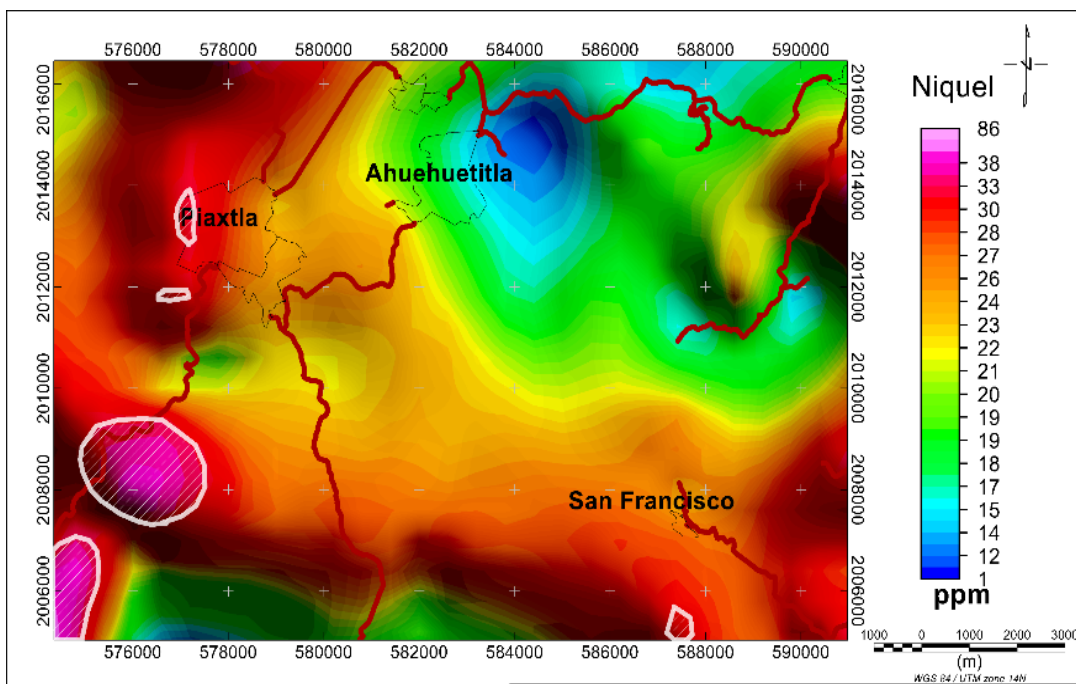 576000 578000 580000 582000 584000 586000 588000 590000
2016000 2014000 2012000 2010000 2008000 2006000
Ahuehuetitla
Piaxtla
San Francisco
2016000 2014000 2012000 2010000 2008000 2006000
576000 578000 580000 582000 584000 586000 588000 590000
Niquel
86
38
33
30
28
27
26
24
23
22
21
20
19
19
18
17
15
14
12
1
ppm
1000 0 1000 2000 3000
(m)
WGS 84 / UTM zone 14N